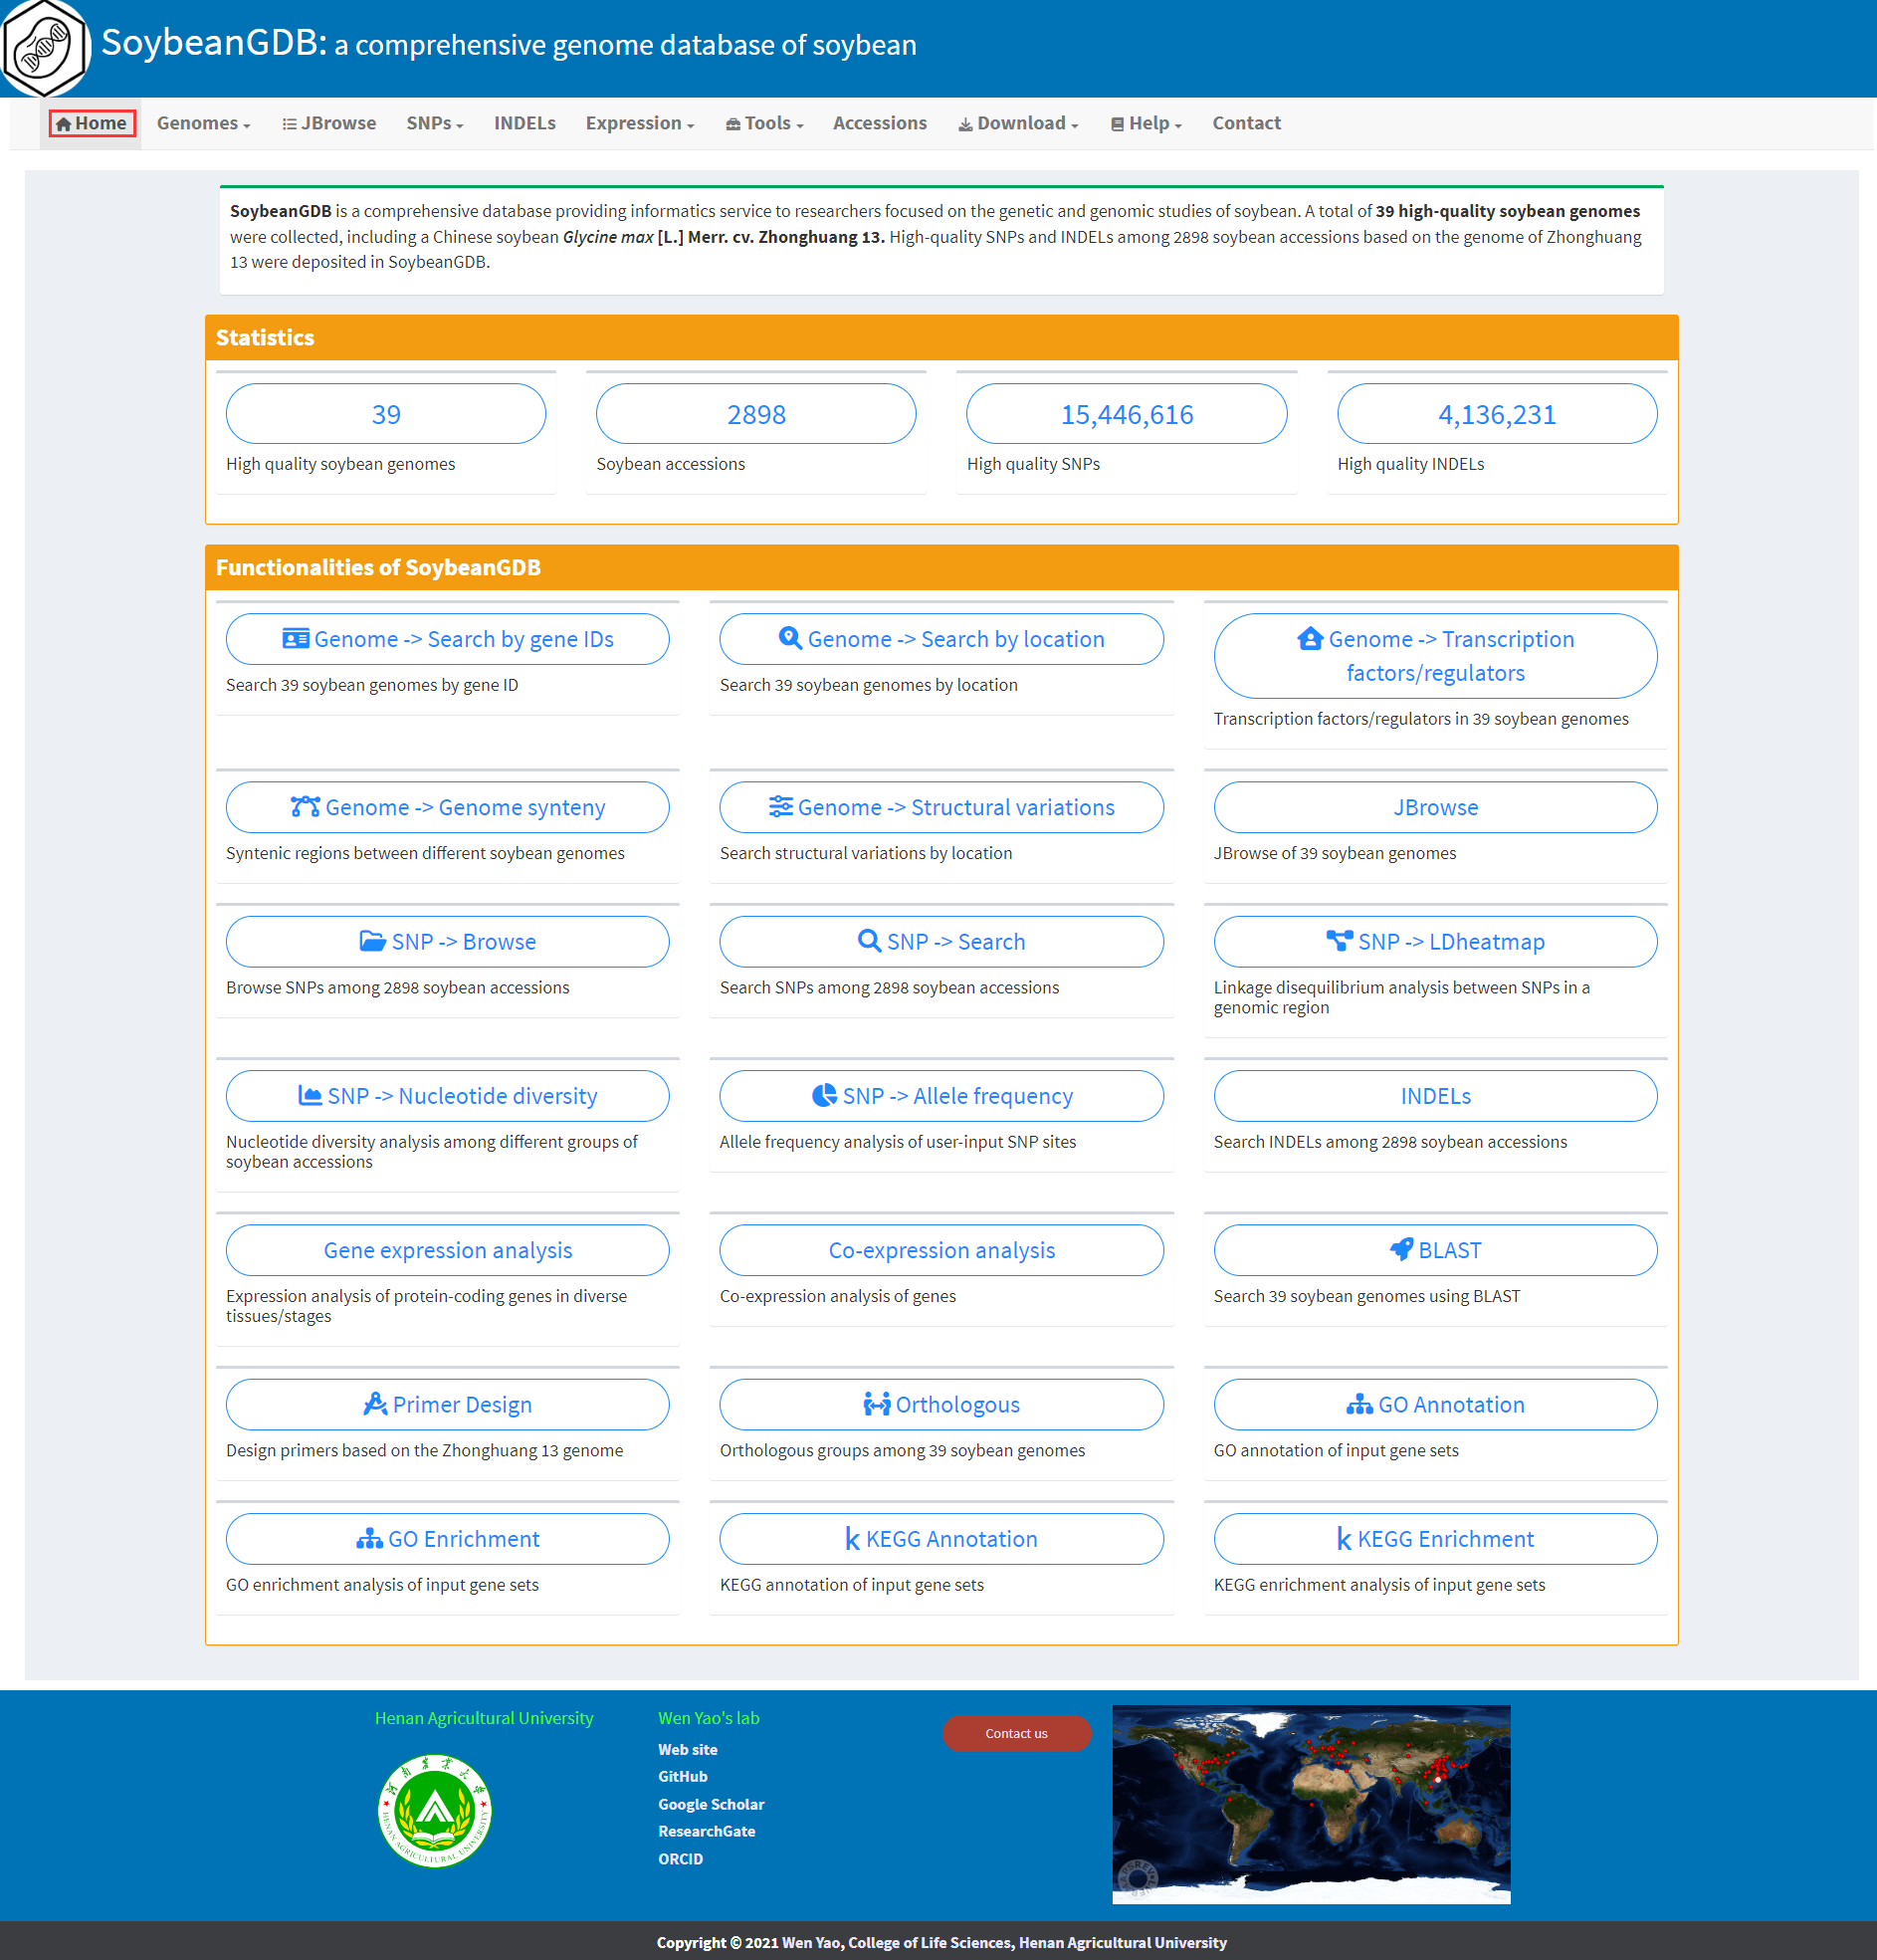 SoybeanGDB: a comprehensive genome database of soybean
Home Genomes JBrowse SNPs INDELs Expression Tools Accessions Download Help Contact
SoybeanGDB is a comprehensive database providing informatics service to researchers focused on the genetic and genomic studies of soybean. A total of 39 high-quality soybean genomes
were collected, including a Chinese soybean Glycine max [L.] Merr. cv. Zhonghuang 13. High-quality SNPs and INDELs among 2898 soybean accessions based on the genome of Zhonghuang
13 were deposited in SoybeanGDB.
Statistics
39 2898 15,446,616 4,136,231
High quality soybean genomes Soybean accessions High quality SNPs High quality INDELs
Functionalities of SoybeanGDB
Genome -> Search by gene IDs
Search 39 soybean genomes by gene ID
Genome -> Search by location
Search 39 soybean genomes by location
Genome -> Transcription
factors/regulators
Transcription factors/regulators in 39 soybean genomes
Genome -> Genome synteny
Syntenic regions between different soybean genomes
Genome -> Structural variations
Search structural variations by location
JBrowse
JBrowse of 39 soybean genomes
SNP -> Browse
Browse SNPs among 2898 soybean accessions
SNP -> Search
Search SNPs among 2898 soybean accessions
SNP -> LDheatmap
Linkage disequilibrium analysis between SNPs in a
genomic region
SNP -> Nucleotide diversity
Nucleotide diversity analysis among different groups of
soybean accessions
SNP -> Allele frequency
Allele frequency analysis of user-input SNP sites
INDELs
Search INDELs among 2898 soybean accessions
Gene expression analysis
Expression analysis of protein-coding genes in diverse
tissues/stages
Co-expression analysis
Co-expression analysis of genes
BLAST
Search 39 soybean genomes using BLAST
Primer Design
Design primers based on the Zhonghuang 13 genome
Orthologous
Orthologous groups among 39 soybean genomes
GO Annotation
GO annotation of input gene sets
GO Enrichment
GO enrichment analysis of input gene sets
k KEGG Annotation
KEGG annotation of input gene sets
k KEGG Enrichment
KEGG enrichment analysis of input gene sets
Henan Agricultural University
河南农业大学
HENAN AGRICULTURAL UNIVERSITY
Wen Yao's lab
Web site
GitHub
Google Scholar
ResearchGate
ORCID
Contact us
Copyright © 2021 Wen Yao, College of Life Sciences, Henan Agricultural University